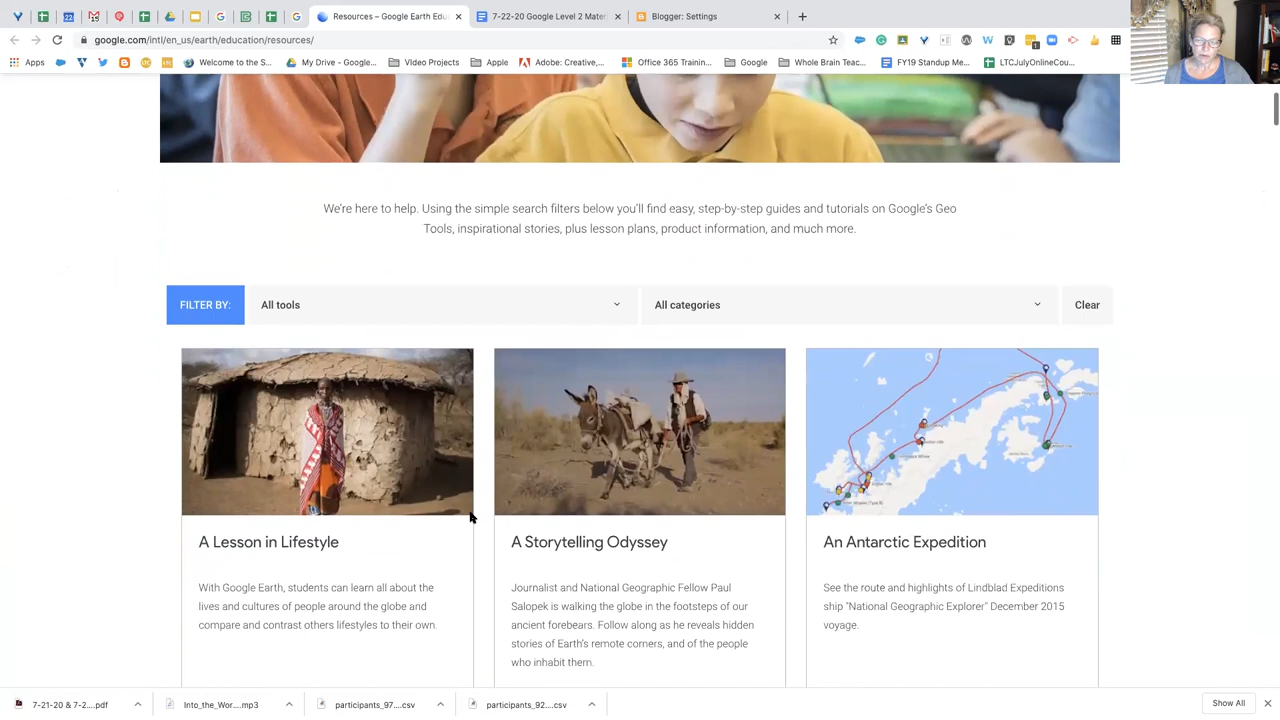 Resources – Google Earth Edu
7-22-20 Google Level 2 Mater
Blogger: Settings
google.com/intl/en_us/earth/education/resources/
Apps
Welcome to the S...
My Drive - Google...
Video Projects
Apple
Adobe: Creative,...
Office 365 Trainin...
Google
Whole Brain Teac...
FY19 Standup Me...
LTCJulyOnlineCou...
We're here to help. Using the simple search filters below you'll find easy, step-by-step guides and tutorials on Google's Geo
Tools, inspirational stories, plus lesson plans, product information, and much more.
FILTER BY:
All tools
All categories
Clear
A Lesson in Lifestyle
With Google Earth, students can learn all about the
lives and cultures of people around the globe and
compare and contrast others lifestyles to their own.
A Storytelling Odyssey
Journalist and National Geographic Fellow Paul
Salopek is walking the globe in the footsteps of our
ancient forebears. Follow along as he reveals hidden
stories of Earth's remote corners, and of the people
who inhabit them.
An Antarctic Expedition
See the route and highlights of Lindblad Expeditions
ship "National Geographic Explorer" December 2015
voyage.
7-21-20 & 7-2....pdf
Into_the_Wor....mp3
participants_97....csv
participants_92....csv
Show All